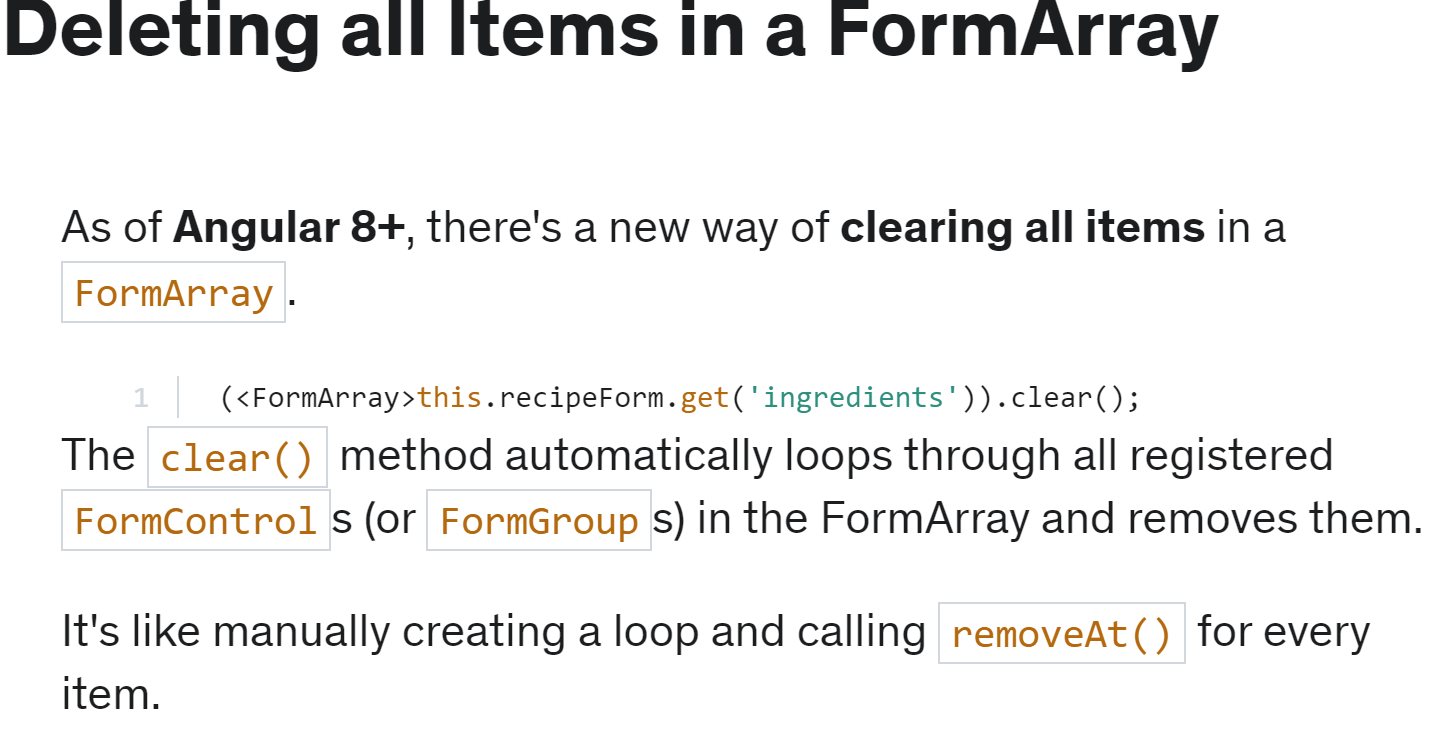 Deleting all Items in a FormArray
As of Angular 8+, there's a new way of clearing all items in a
FormArray.
1 (<FormArray>this.recipeForm.get('ingredients')).clear();
The clear() method automatically loops through all registered
FormControls (or FormGroups) in the FormArray and removes them.
It's like manually creating a loop and calling removeAt() for every
item.